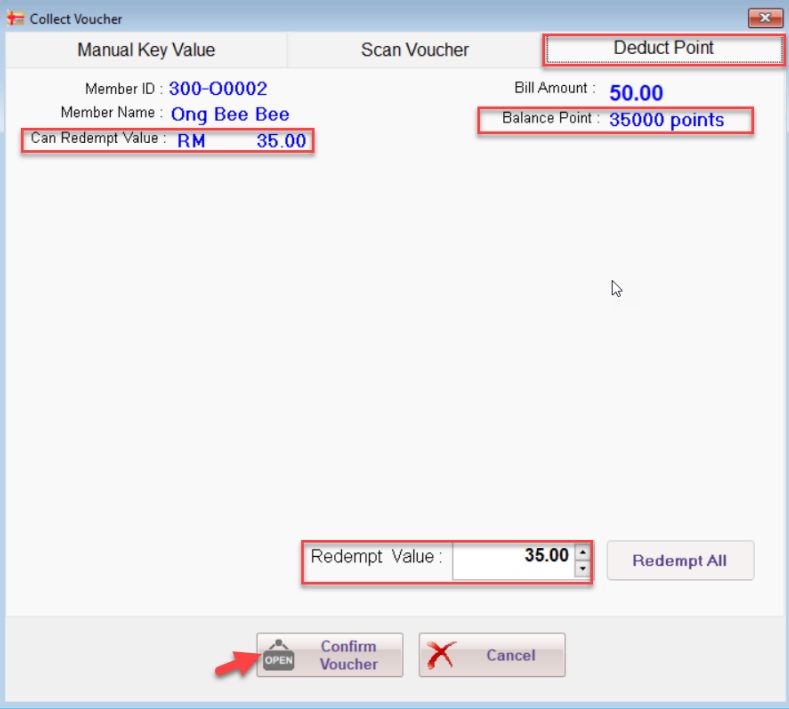 Collect Voucher
Manual Key Value
Scan Voucher
Deduct Point
Member ID : 300-O0002
Bill Amount : 50.00
Member Name : Ong Bee Bee
Balance Point : 35000 points
Can Redempt Value : RM 35.00
Redempt Value : 35.00
Redempt All
OPEN
Confirm
Voucher
Cancel